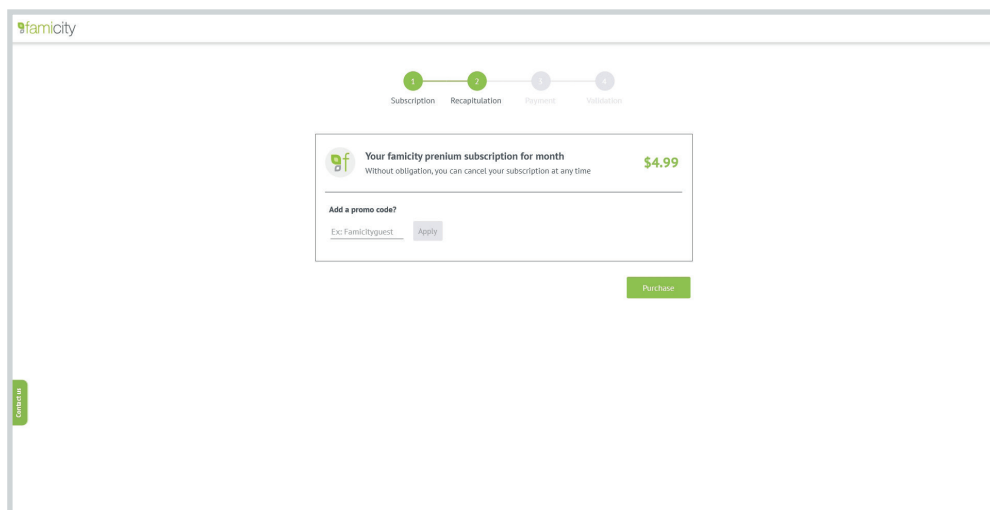 famicity
1 2 3 4
Subscription Recapitulation Payment Validation
Your famicity prenium subscription for month
$4.99
Without obligation, you can cancel your subscription at any time
Add a promo code?
Ex: Famicityguest Apply
Purchase
Contact us